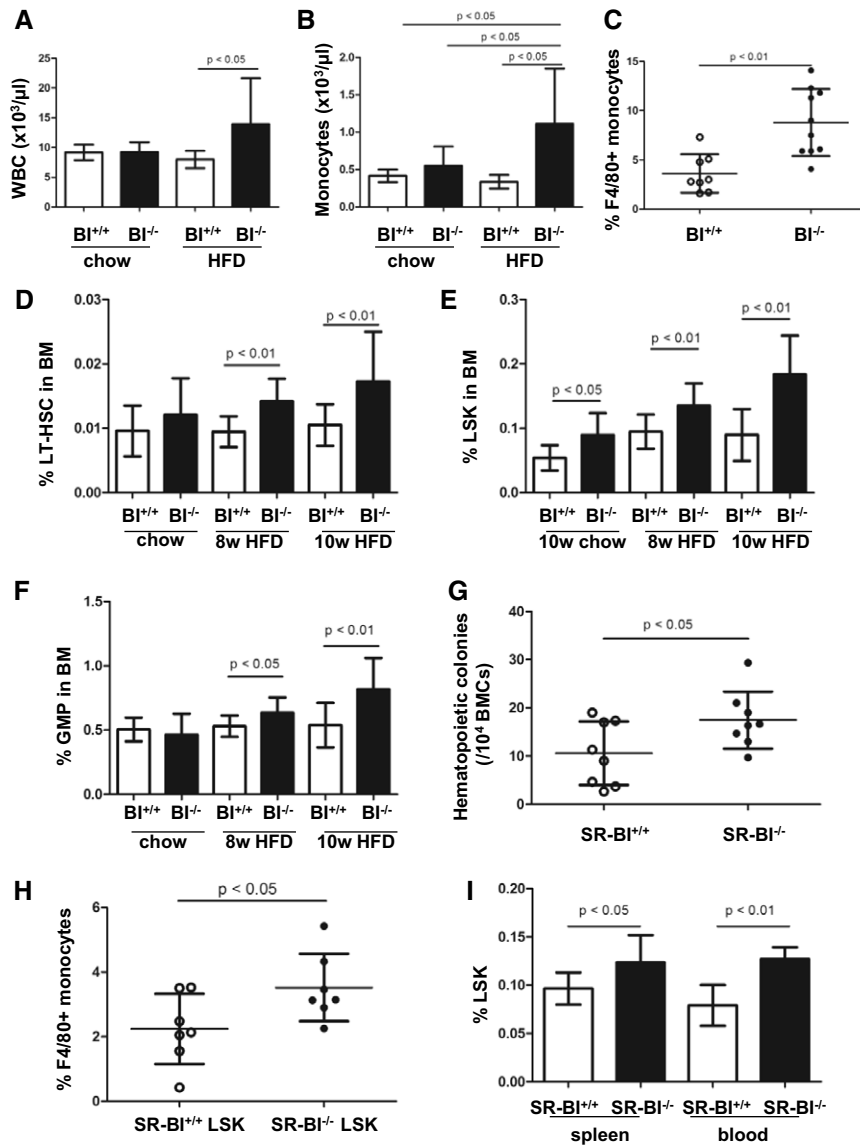 A
WBC (x10³/µl)
25
20
15
10
5
0
p < 0.05
BI+/+ BI-/- BI+/+ BI-/-
chow HFD
B
Monocytes (x10³/µl)
2.0
1.5
1.0
0.5
0.0
p < 0.05
p < 0.05
p < 0.05
BI+/+ BI-/- BI+/+ BI-/-
chow HFD
C
% F4/80+ monocytes
15
10
5
0
p < 0.01
BI+/+ BI-/-
D
% LT-HSC in BM
0.03
0.02
0.01
0.00
p < 0.01
p < 0.01
BI+/+ BI-/- BI+/+ BI-/- BI+/+ BI-/-
chow 8w HFD 10w HFD
E
% LSK in BM
0.3
0.2
0.1
0.0
p < 0.05
p < 0.01
p < 0.01
BI+/+ BI-/- BI+/+ BI-/- BI+/+ BI-/-
10w chow 8w HFD 10w HFD
F
% GMP in BM
1.5
1.0
0.5
0.0
p < 0.05
p < 0.01
BI+/+ BI-/- BI+/+ BI-/- BI+/+ BI-/-
chow 8w HFD 10w HFD
G
Hematopoietic colonies
(/10⁴ BMCs)
40
30
20
10
0
p < 0.05
SR-BI+/+ SR-BI-/-
H
% F4/80+ monocytes
6
4
2
0
p < 0.05
SR-BI+/+ LSK SR-BI-/- LSK
I
% LSK
0.20
0.15
0.10
0.05
0.00
p < 0.05
p < 0.01
SR-BI+/+ SR-BI-/- SR-BI+/+ SR-BI-/-
spleen blood